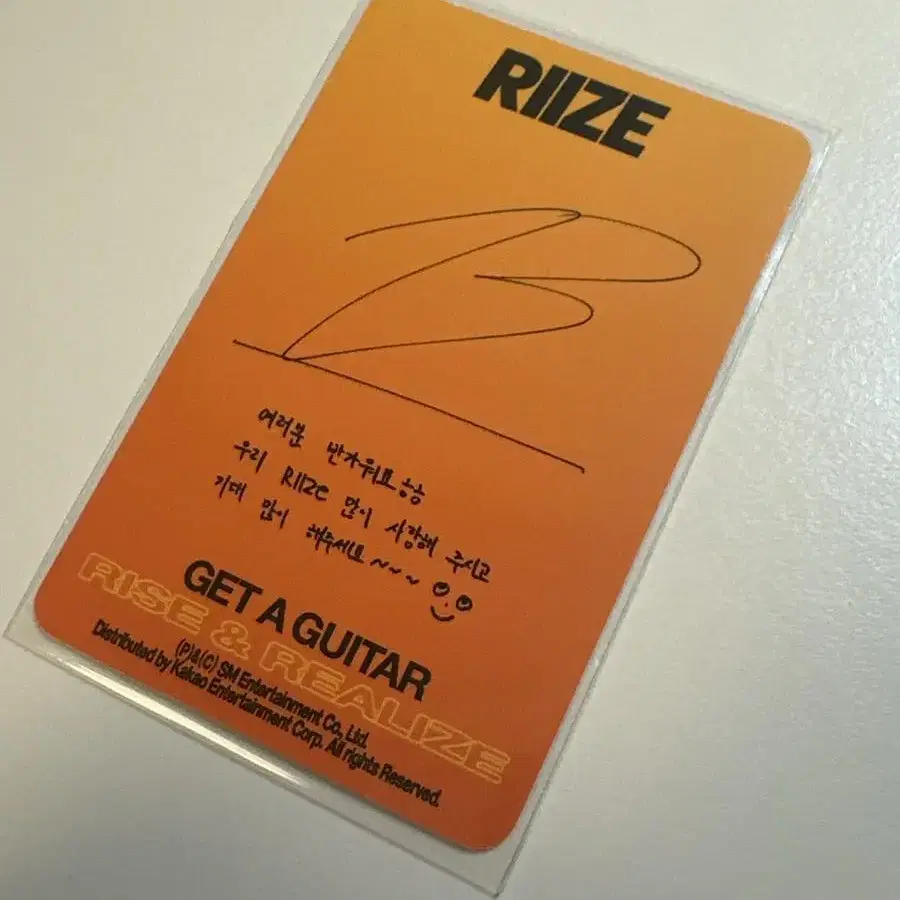 RIIZE
여러분 반가워요ㅎㅎ
우리 RIIZE 많이 사랑해 주시고
기대 많이 해주세요~~~
GET A GUITAR
RISE & REALIZE
(P)&(C) SM Entertainment Co., Ltd.
Distributed by Kakao Entertainment Corp. All rights Reserved.